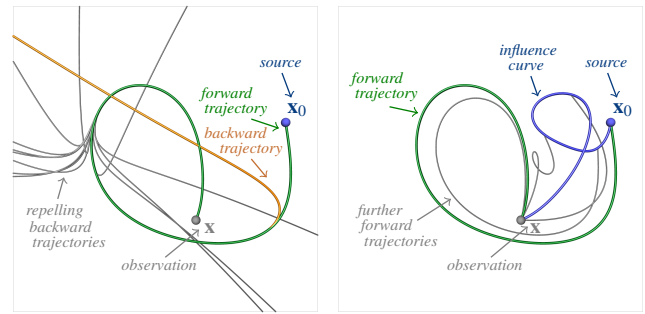 source
x0
forward
trajectory
backward
trajectory
repelling
backward
trajectories
x
observation
influence
curve
source
x0
forward
trajectory
further
forward
trajectories
x
observation